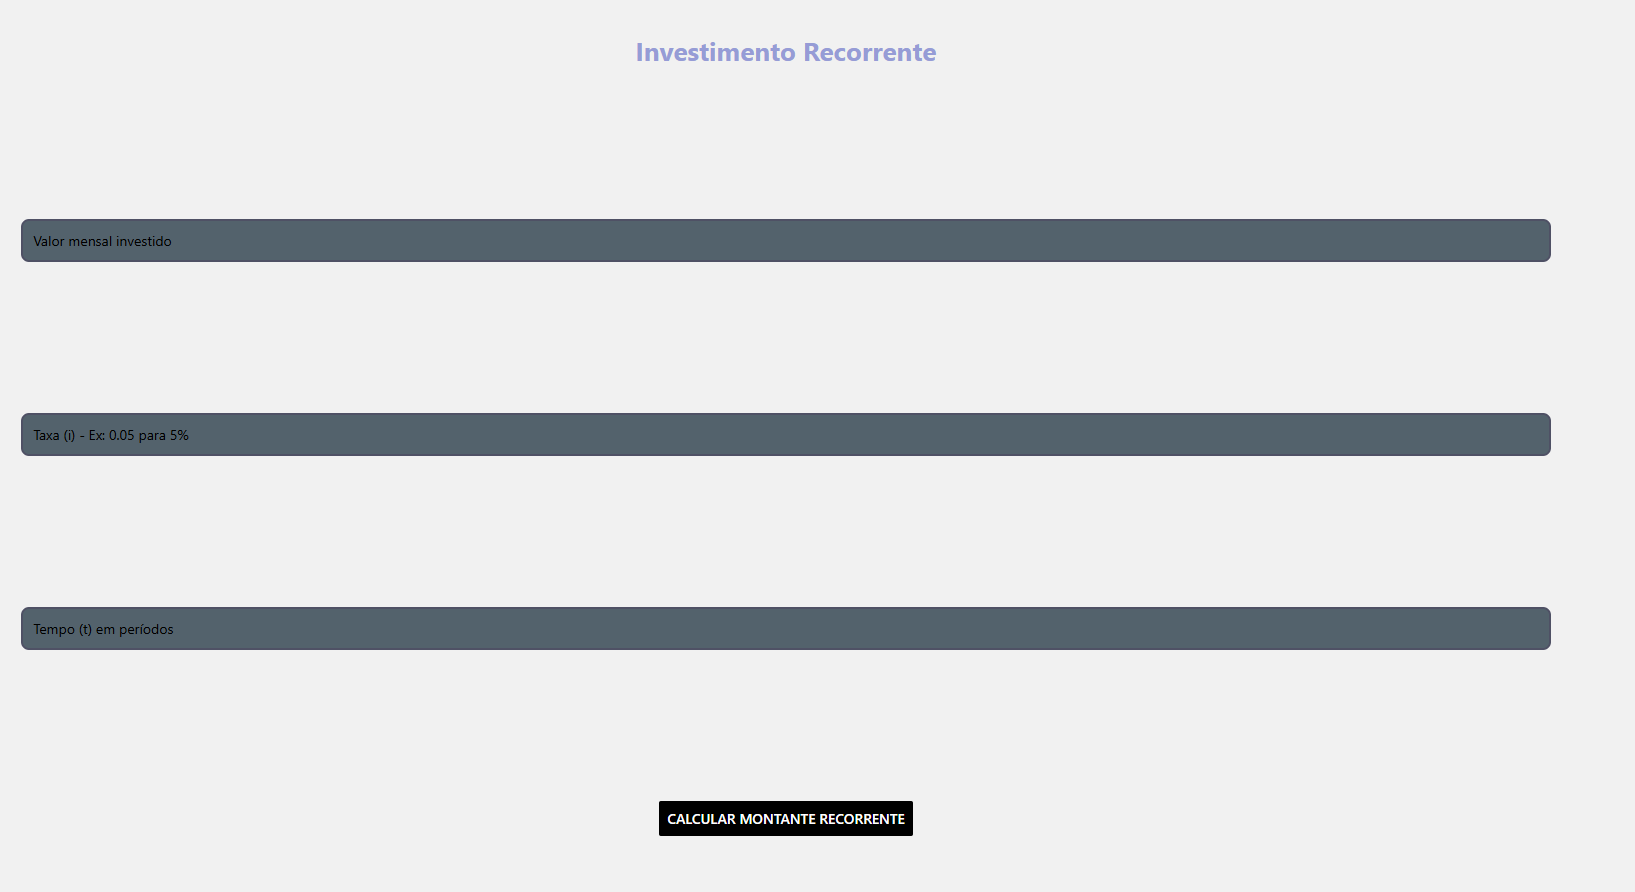 Investimento Recorrente
Valor mensal investido
Taxa (i) - Ex: 0.05 para 5%
Tempo (t) em períodos
CALCULAR MONTANTE RECORRENTE